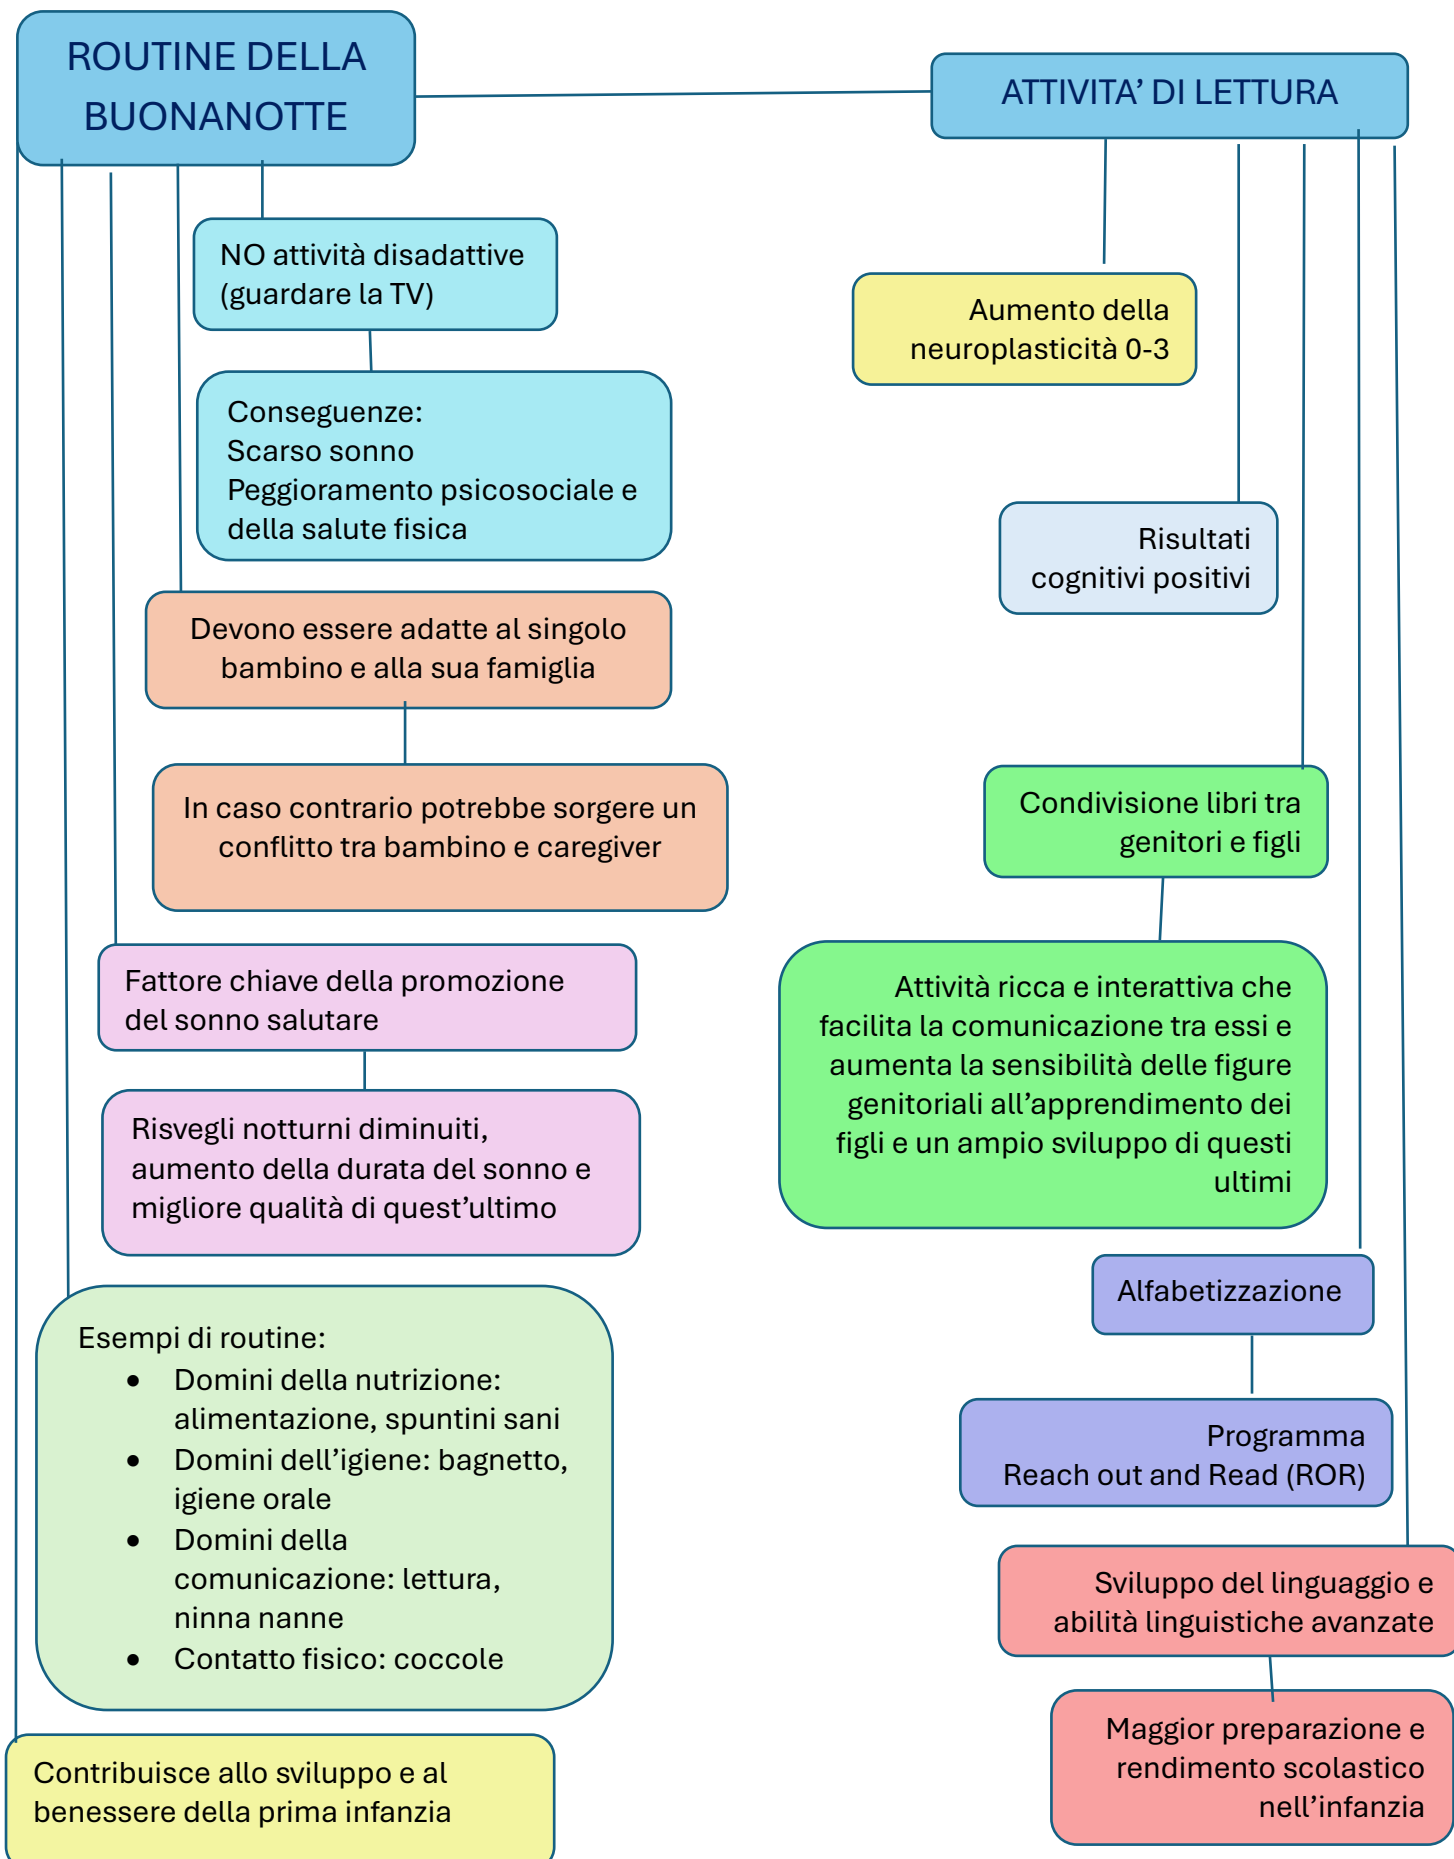 ROUTINE DELLA
BUONANOTTE
NO attività disadattive
(guardare la TV)
Conseguenze:
Scarso sonno
Peggioramento psicosociale e
della salute fisica
Devono essere adatte al singolo
bambino e alla sua famiglia
In caso contrario potrebbe sorgere un
conflitto tra bambino e caregiver
Fattore chiave della promozione
del sonno salutare
Risvegli notturni diminuiti,
aumento della durata del sonno e
migliore qualità di quest’ultimo
Esempi di routine:
• Domini della nutrizione:
alimentazione, spuntini sani
• Domini dell’igiene: bagnetto,
igiene orale
• Domini della
comunicazione: lettura,
ninna nanne
• Contatto fisico: coccole
Contribuisce allo sviluppo e al
benessere della prima infanzia
ATTIVITA’ DI LETTURA
Aumento della
neuroplasticità 0-3
Risultati
cognitivi positivi
Condivisione libri tra
genitori e figli
Attività ricca e interattiva che
facilita la comunicazione tra essi e
aumenta la sensibilità delle figure
genitoriali all’apprendimento dei
figli e un ampio sviluppo di questi
ultimi
Alfabetizzazione
Programma
Reach out and Read (ROR)
Sviluppo del linguaggio e
abilità linguistiche avanzate
Maggior preparazione e
rendimento scolastico
nell’infanzia